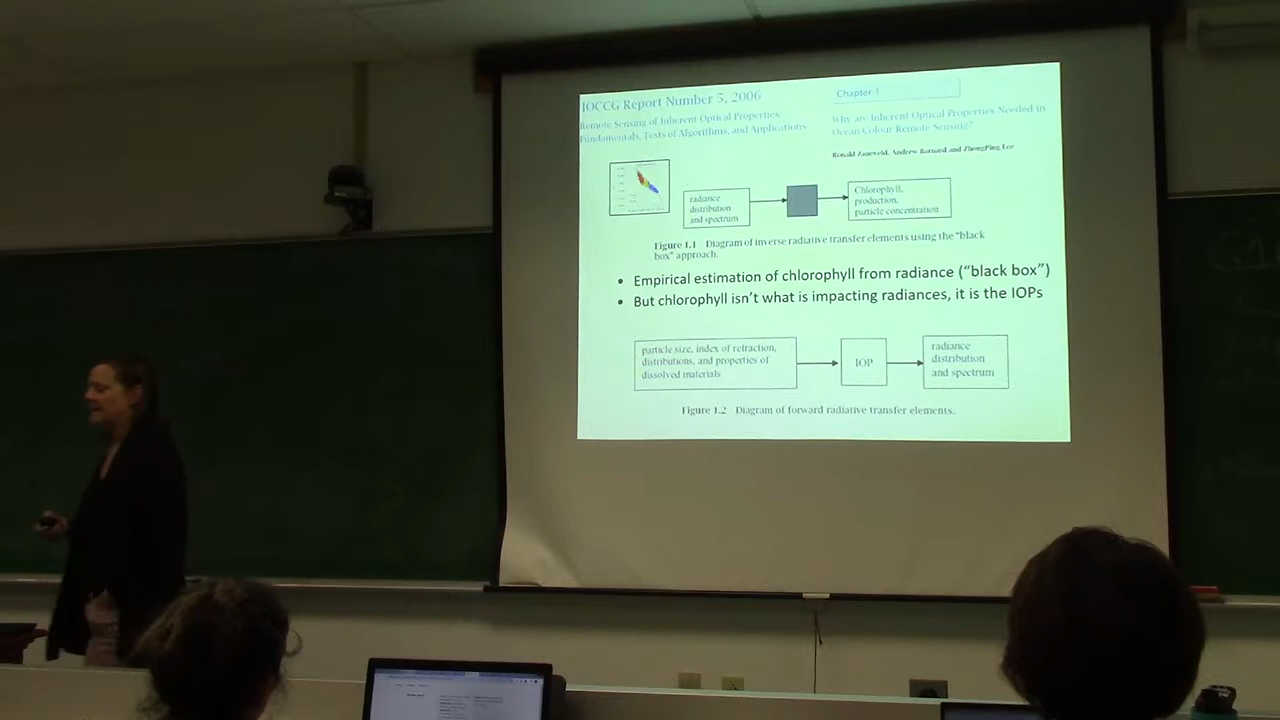 IOCCG Report Number 5, 2006
Remote Sensing of Inherent Optical Properties:
Fundamentals, Tests of Algorithms, and Applications
Chapter 1
Why are Inherent Optical Properties Needed in
Ocean-Colour Remote Sensing?
Ronald Zaneveld, Andrew Barnard and ZhongPing Lee
radiance
distribution
and spectrum
Chlorophyll,
production,
particle concentration
Figure 1.1 Diagram of inverse radiative transfer elements using the "black
box" approach.
• Empirical estimation of chlorophyll from radiance (“black box”)
• But chlorophyll isn’t what is impacting radiances, it is the IOPs
particle size, index of refraction,
distributions, and properties of
dissolved materials
IOP
radiance
distribution
and spectrum
Figure 1.2 Diagram of forward radiative transfer elements.